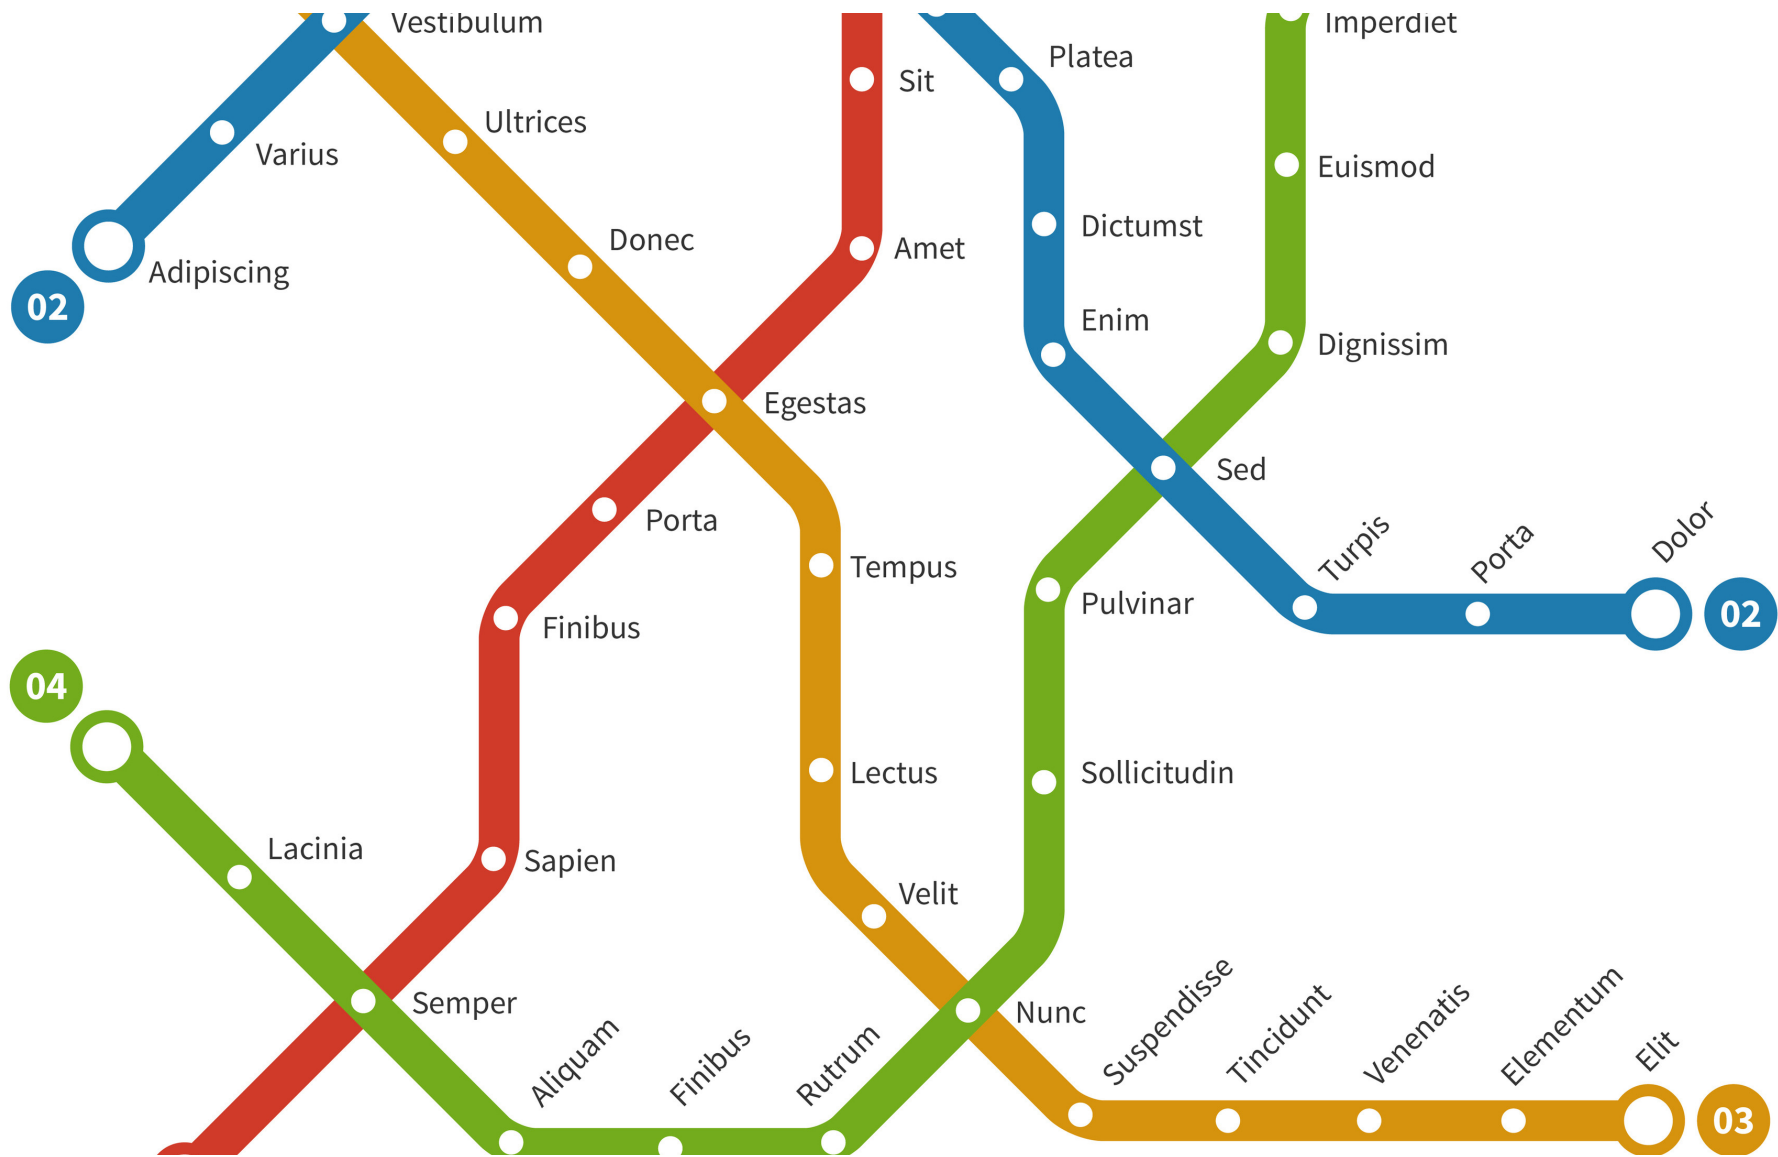 Vestibulum
Imperdiet
Platea
Sit
Ultrices
Varius
Euismod
Dictumst
Donec
Amet
Adipiscing
02
Enim
Dignissim
Egestas
Sed
Porta
Turpis
Porta
Dolor
Tempus
Pulvinar
02
Finibus
04
Lectus
Sollicitudin
Lacinia
Sapien
Velit
Semper
Nunc
Aliquam
Finibus
Rutrum
Suspendisse
Tincidunt
Venenatis
Elementum
Elit
03